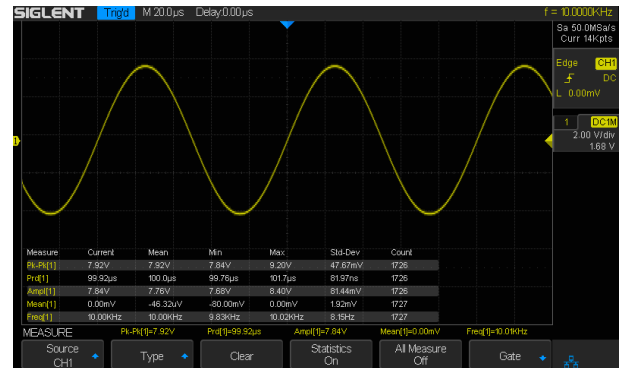 SIGLENT Trig'd M 20.0μs Delay:0.00μs f = 10.0000KHz
Sa 50.0MSa/s
Curr 14Kpts
Edge CH1
DC
L 0.00mV
1 DC1M
2.00 V/div
1.68 V
1
Measure Current Mean Min Max Std-Dev Count
Pk-Pk[1] 7.92V 7.92V 7.84V 9.20V 47.67mV 1726
Prd[1] 99.92μs 100.0μs 99.76μs 101.7μs 81.97ns 1726
Ampl[1] 7.84V 7.76V 7.68V 8.40V 81.44mV 1726
Mean[1] 0.00mV -46.32uV -80.00mV 0.00mV 1.92mV 1727
Freq[1] 10.00KHz 10.00KHz 9.83KHz 10.02KHz 8.15Hz 1727
MEASURE Pk-Pk[1]=7.92V Prd[1]=99.92μs Ampl[1]=7.84V Mean[1]=0.00mV Freq[1]=10.01KHz
Source
CH1
Type
Clear
Statistics
On
All Measure
Off
Gate